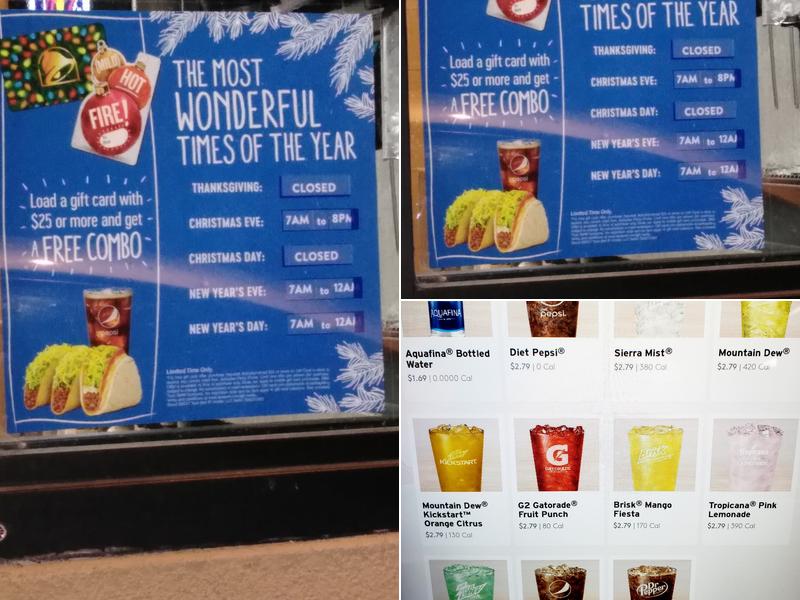 MILD
HOT
FIRE!
THE MOST
WONDERFUL
TIMES OF THE YEAR
Load a gift card with
$25 or more and get
A FREE COMBO
THANKSGIVING: CLOSED
CHRISTMAS EVE: 7AM to 8PM
CHRISTMAS DAY: CLOSED
NEW YEAR'S EVE: 7AM to 12A
NEW YEAR'S DAY: 7AM to 12A
pepsi
Limited Time Only.
TIMES OF THE YEAR
Load a gift card with
$25 or more and get
A FREE COMBO
THANKSGIVING: CLOSED
CHRISTMAS EVE: 7AM to 8PM
CHRISTMAS DAY: CLOSED
NEW YEAR'S EVE: 7AM to 12A
NEW YEAR'S DAY: 7AM to 12A
pepsi
Limited Time Only.
AQUAFINA
pepsi
Aquafina® Bottled
Water
$1.69 | 0.0000 Cal
Diet Pepsi®
$2.79 | 0 Cal
Sierra Mist®
$2.79 | 380 Cal
Mountain Dew®
$2.79 | 420 Cal
KICKSTART
G
GATORADE
Brisk
Tropicana
Mountain Dew®
Kickstart™
Orange Citrus
$2.79 | 130 Cal
G2 Gatorade®
Fruit Punch
$2.79 | 80 Cal
Brisk® Mango
Fiesta
$2.79 | 170 Cal
Tropicana® Pink
Lemonade
$2.79 | 390 Cal
Dr Pepper